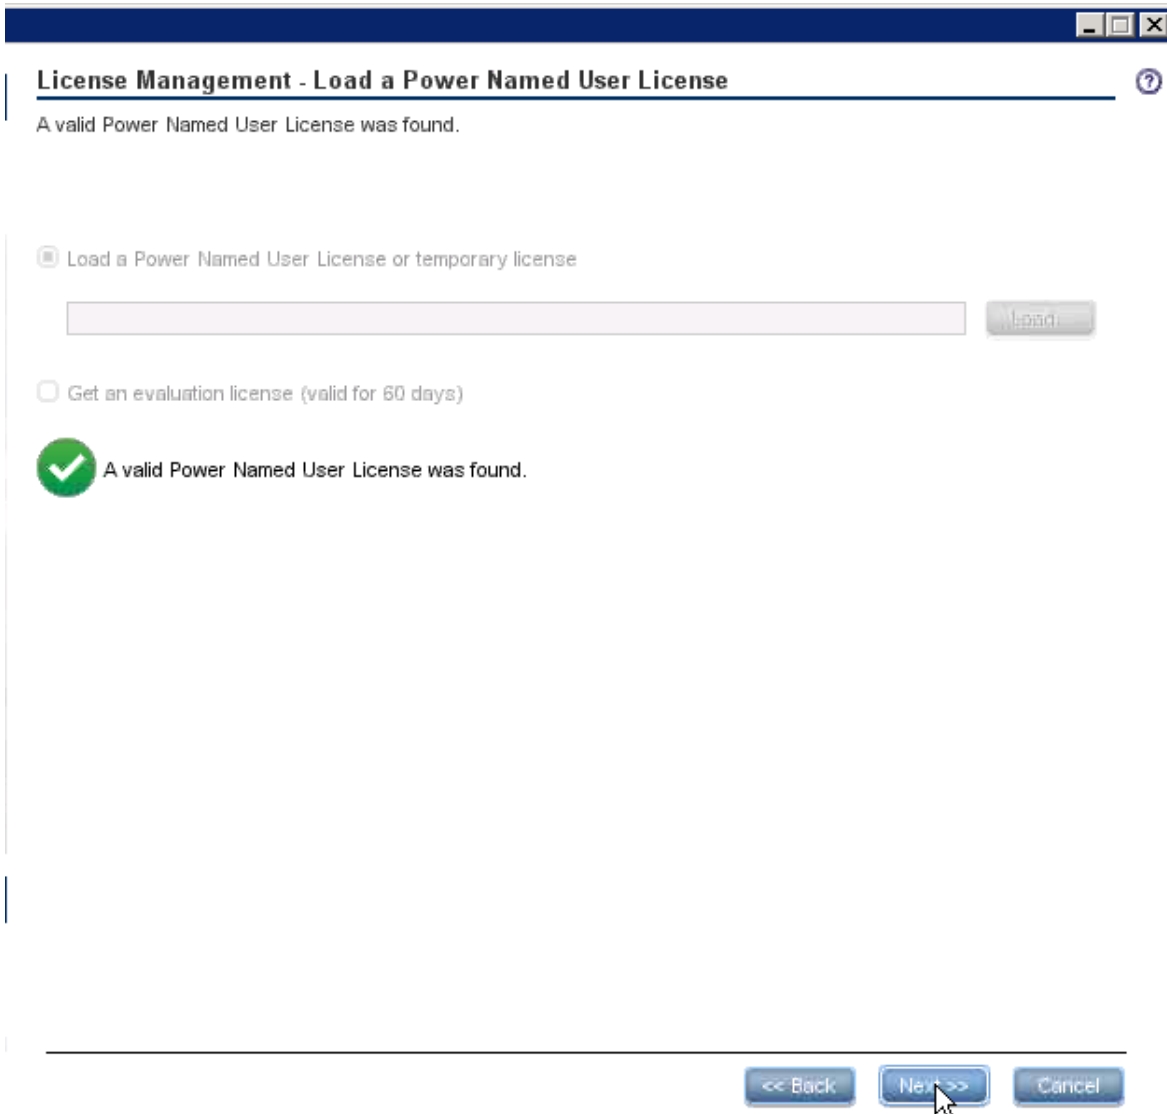 License Management - Load a Power Named User License
?
A valid Power Named User License was found.
Load a Power Named User License or temporary license
Load...
Get an evaluation license (valid for 60 days)
A valid Power Named User License was found.
<< Back
Next >>
Cancel